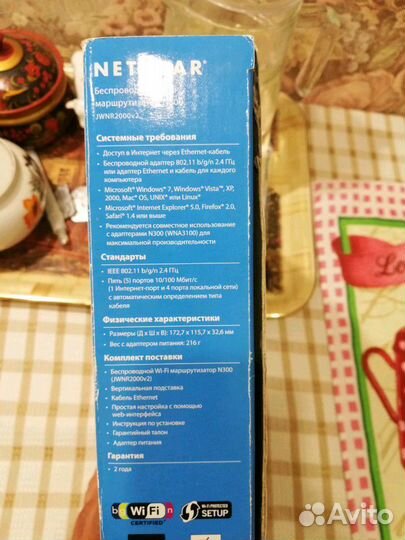 NETGEAR®
Беспроводной
маршрутизатор N300
JWNR2000v2
Системные требования
• Доступ в Интернет через Ethernet-кабель
• Беспроводной адаптер 802.11 b/g/n 2.4 ГГц
или адаптер Ethernet и кабель для каждого
компьютера
• Microsoft® Windows® 7, Windows® Vista™, XP,
2000, Mac® OS, UNIX® или Linux®
• Microsoft® Internet Explorer® 5.0, Firefox® 2.0,
Safari® 1.4 или выше
• Рекомендуется совместное использование
с адаптерами N300 (WNA3100) для
максимальной производительности
Стандарты
• IEEE 802.11 b/g/n 2.4 ГГц
• Пять (5) портов 10/100 Мбит/с
(1 Интернет-порт и 4 порта локальной сети)
с автоматическим определением типа
кабеля
Физические характеристики
• Размеры (Д х Ш х В): 172,7 х 115,7 х 32,6 мм
• Вес с адаптером питания: 216 г
Комплект поставки
• Беспроводной Wi-Fi маршрутизатор N300
(JWNR2000v2)
• Вертикальная подставка
• Кабель Ethernet
• Простая настройка с помощью
web-интерфейса
• Инструкция по установке
• Гарантийный талон
• Адаптер питания
Гарантия
• 2 года
b g WiFi n
CERTIFIED
WI-FI PROTECTED
SETUP
Avito